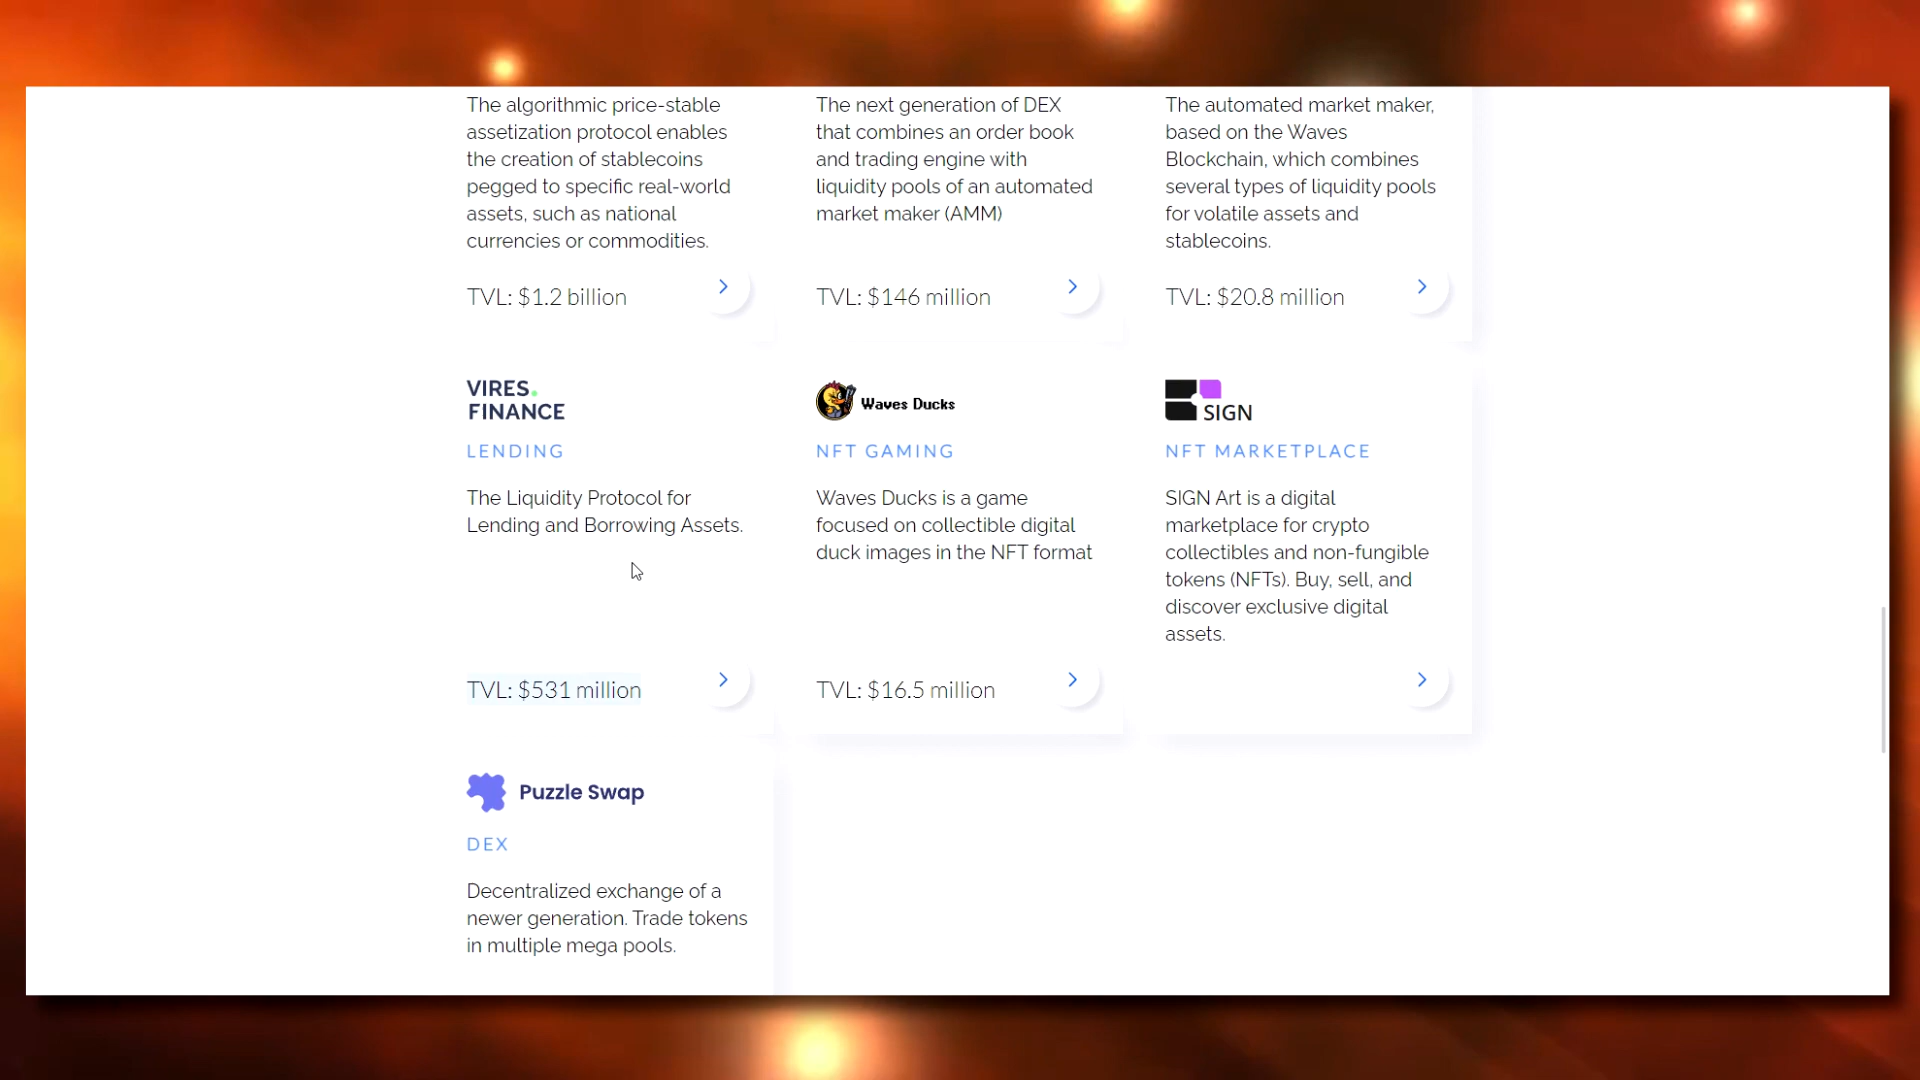 The algorithmic price-stable
assetization protocol enables
the creation of stablecoins
pegged to specific real-world
assets, such as national
currencies or commodities.
TVL: $1.2 billion
The next generation of DEX
that combines an order book
and trading engine with
liquidity pools of an automated
market maker (AMM)
TVL: $146 million
The automated market maker,
based on the Waves
Blockchain, which combines
several types of liquidity pools
for volatile assets and
stablecoins.
TVL: $20.8 million
VIRES.
FINANCE
LENDING
The Liquidity Protocol for
Lending and Borrowing Assets.
TVL: $531 million
Waves Ducks
NFT GAMING
Waves Ducks is a game
focused on collectible digital
duck images in the NFT format
TVL: $16.5 million
SIGN
NFT MARKETPLACE
SIGN Art is a digital
marketplace for crypto
collectibles and non-fungible
tokens (NFTs). Buy, sell, and
discover exclusive digital
assets.
Puzzle Swap
DEX
Decentralized exchange of a
newer generation. Trade tokens
in multiple mega pools.